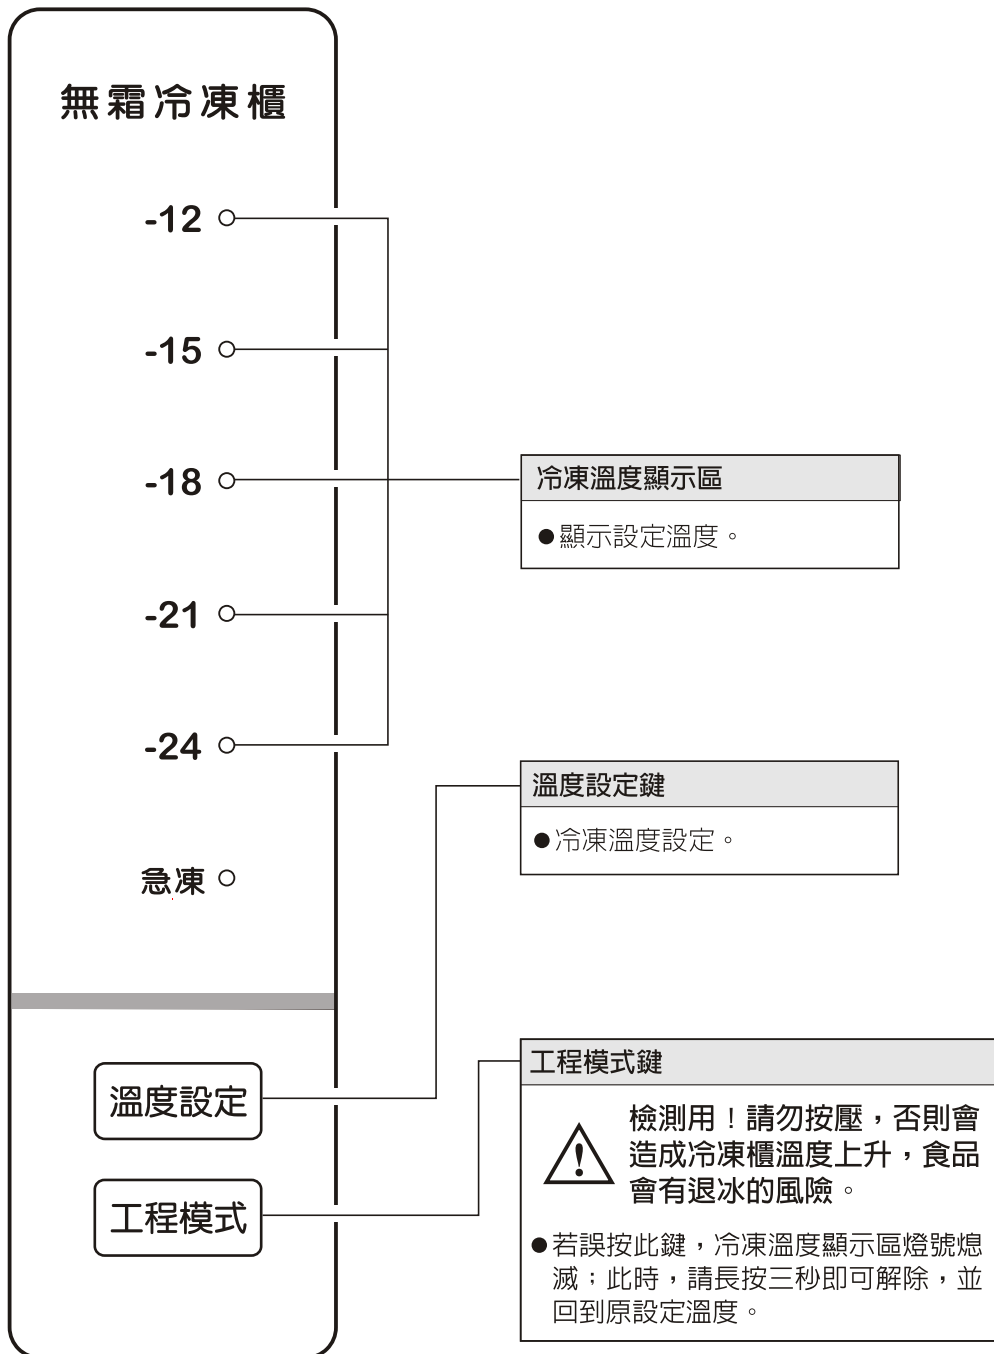 無霜冷凍櫃
-12
-15
-18
-21
-24
急凍
溫度設定
工程模式
冷凍溫度顯示區
●顯示設定溫度。
溫度設定鍵
●冷凍溫度設定。
工程模式鍵
檢測用！請勿按壓，否則會
造成冷凍櫃溫度上升，食品
會有退冰的風險。
●若誤按此鍵，冷凍溫度顯示區燈號熄
滅；此時，請長按三秒即可解除，並
回到原設定溫度。